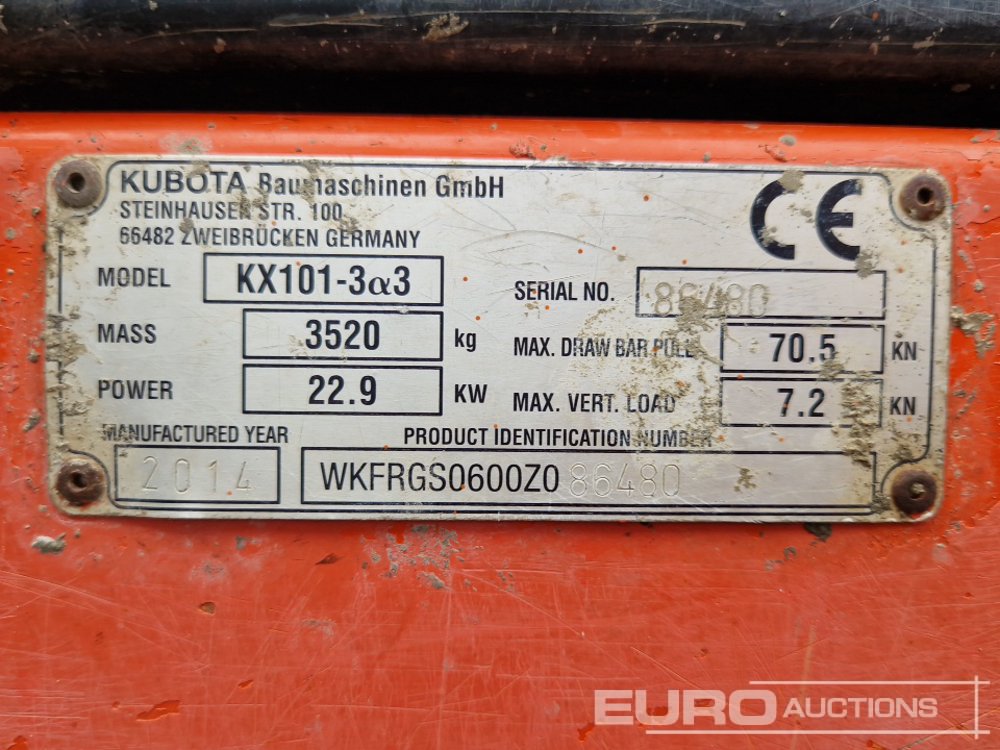 KUBOTA Baumaschinen GmbH
STEINHAUSER STR. 100
66482 ZWEIBRÜCKEN GERMANY
CE
MODEL KX101-3α3
SERIAL NO. 86480
MASS 3520 kg
MAX. DRAW BAR PULL 70.5 KN
POWER 22.9 KW
MAX. VERT. LOAD 7.2 KN
MANUFACTURED YEAR 2014
PRODUCT IDENTIFICATION NUMBER WKFRGS0600Z086480
EURO AUCTIONS